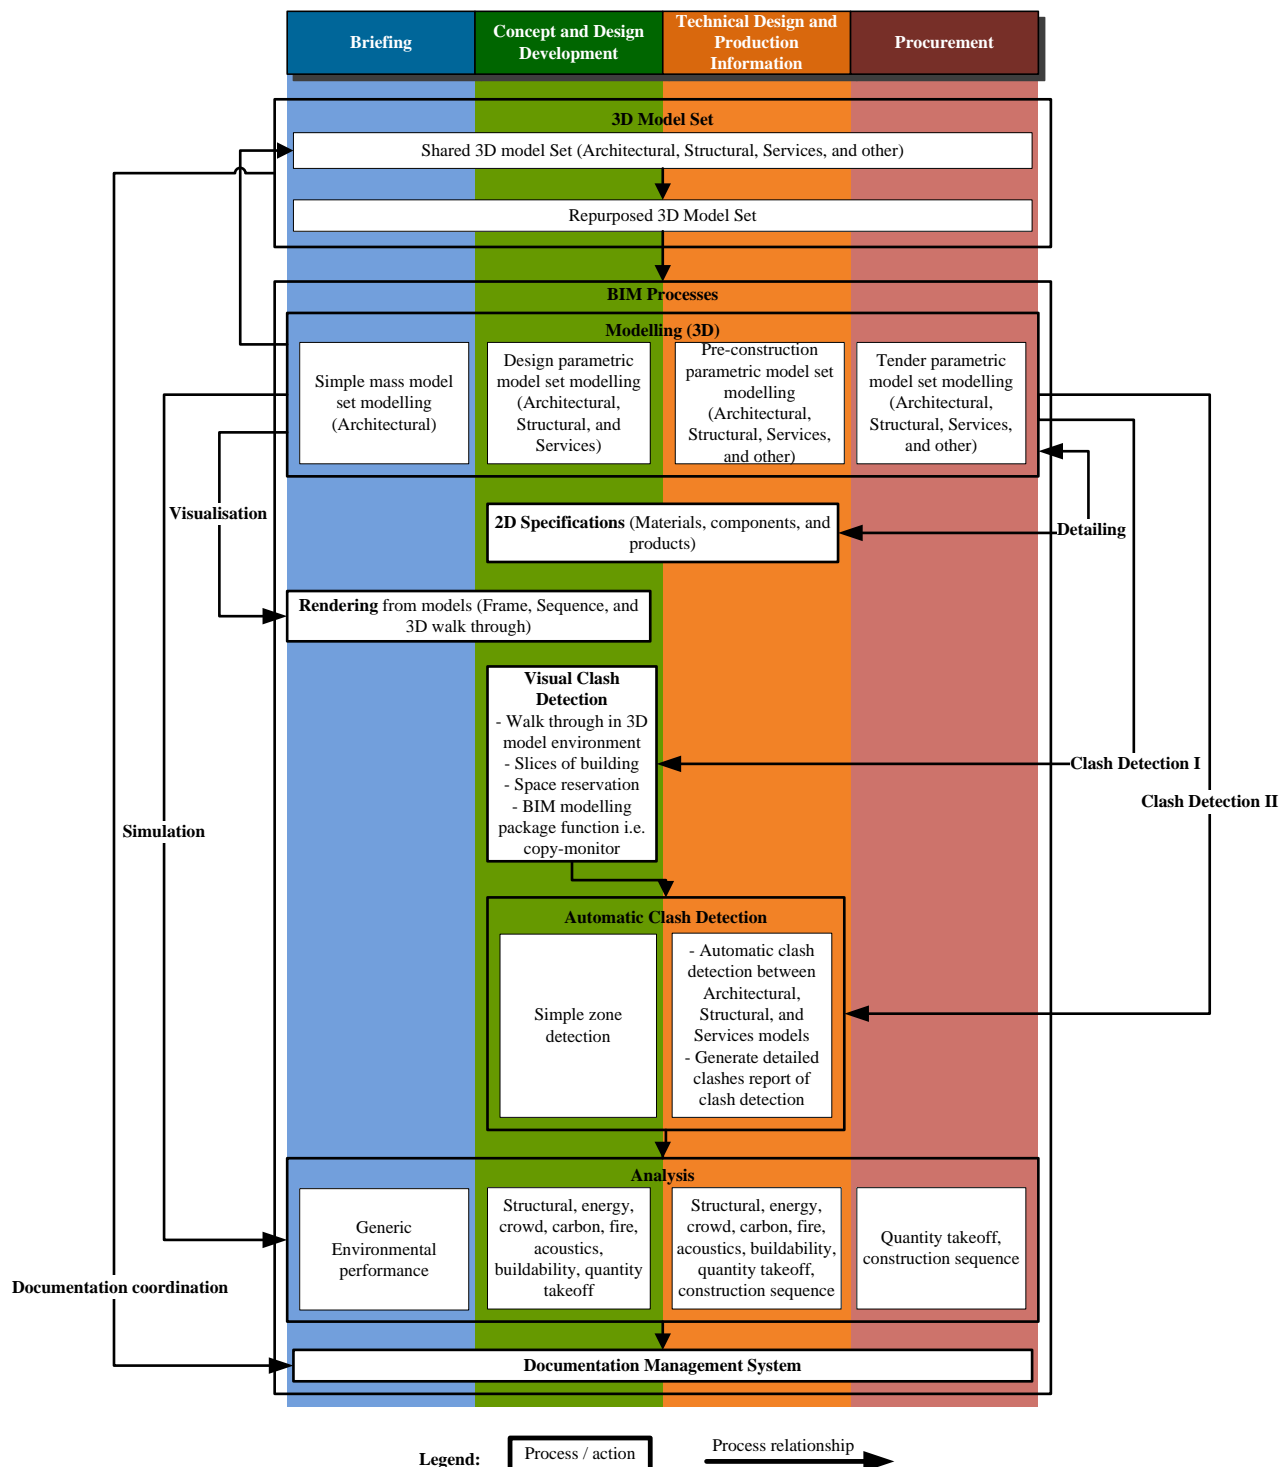 Briefing
Concept and Design
Development
Technical Design and
Production
Information
Procurement
3D Model Set
Shared 3D model Set (Architectural, Structural, Services, and other)
Repurposed 3D Model Set
BIM Processes
Modelling (3D)
Simple mass model
set modelling
(Architectural)
Design parametric
model set modelling
(Architectural,
Structural, and
Services)
Pre-construction
parametric model set
modelling
(Architectural,
Structural, Services,
and other)
Tender parametric
model set modelling
(Architectural,
Structural, Services,
and other)
Visualisation
2D Specifications (Materials, components, and
products)
Detailing
Rendering from models (Frame, Sequence, and
3D walk through)
Visual Clash
Detection
- Walk through in 3D
model environment
- Slices of building
- Space reservation
- BIM modelling
package function i.e.
copy-monitor
Clash Detection I
Clash Detection II
Simulation
Automatic Clash Detection
Simple zone
detection
- Automatic clash
detection between
Architectural,
Structural, and
Services models
- Generate detailed
clashes report of
clash detection
Analysis
Generic
Environmental
performance
Structural, energy,
crowd, carbon, fire,
acoustics,
buildability, quantity
takeoff
Structural, energy,
crowd, carbon, fire,
acoustics, buildability,
quantity takeoff,
construction sequence
Quantity takeoff,
construction sequence
Documentation coordination
Documentation Management System
Legend:
Process / action
Process relationship